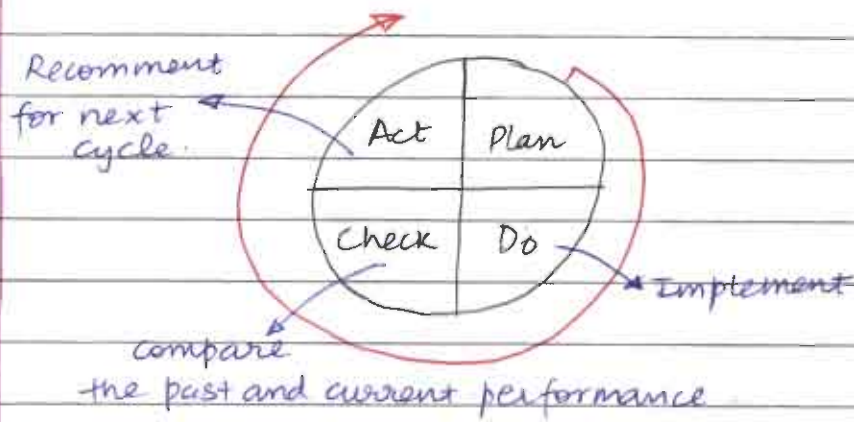 Recomment
for next
cycle.
Act
Plan
Check
Do
Implement
compare
the past and current performance